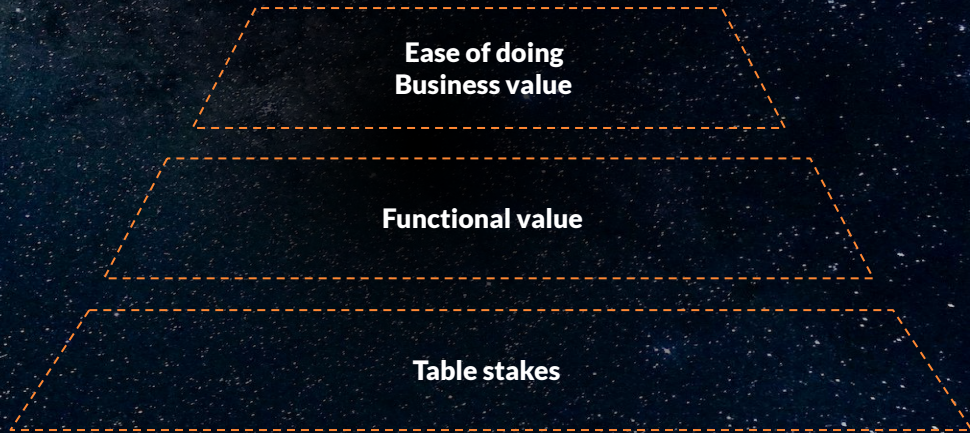 Ease of doing
Business value
Functional value
Table stakes